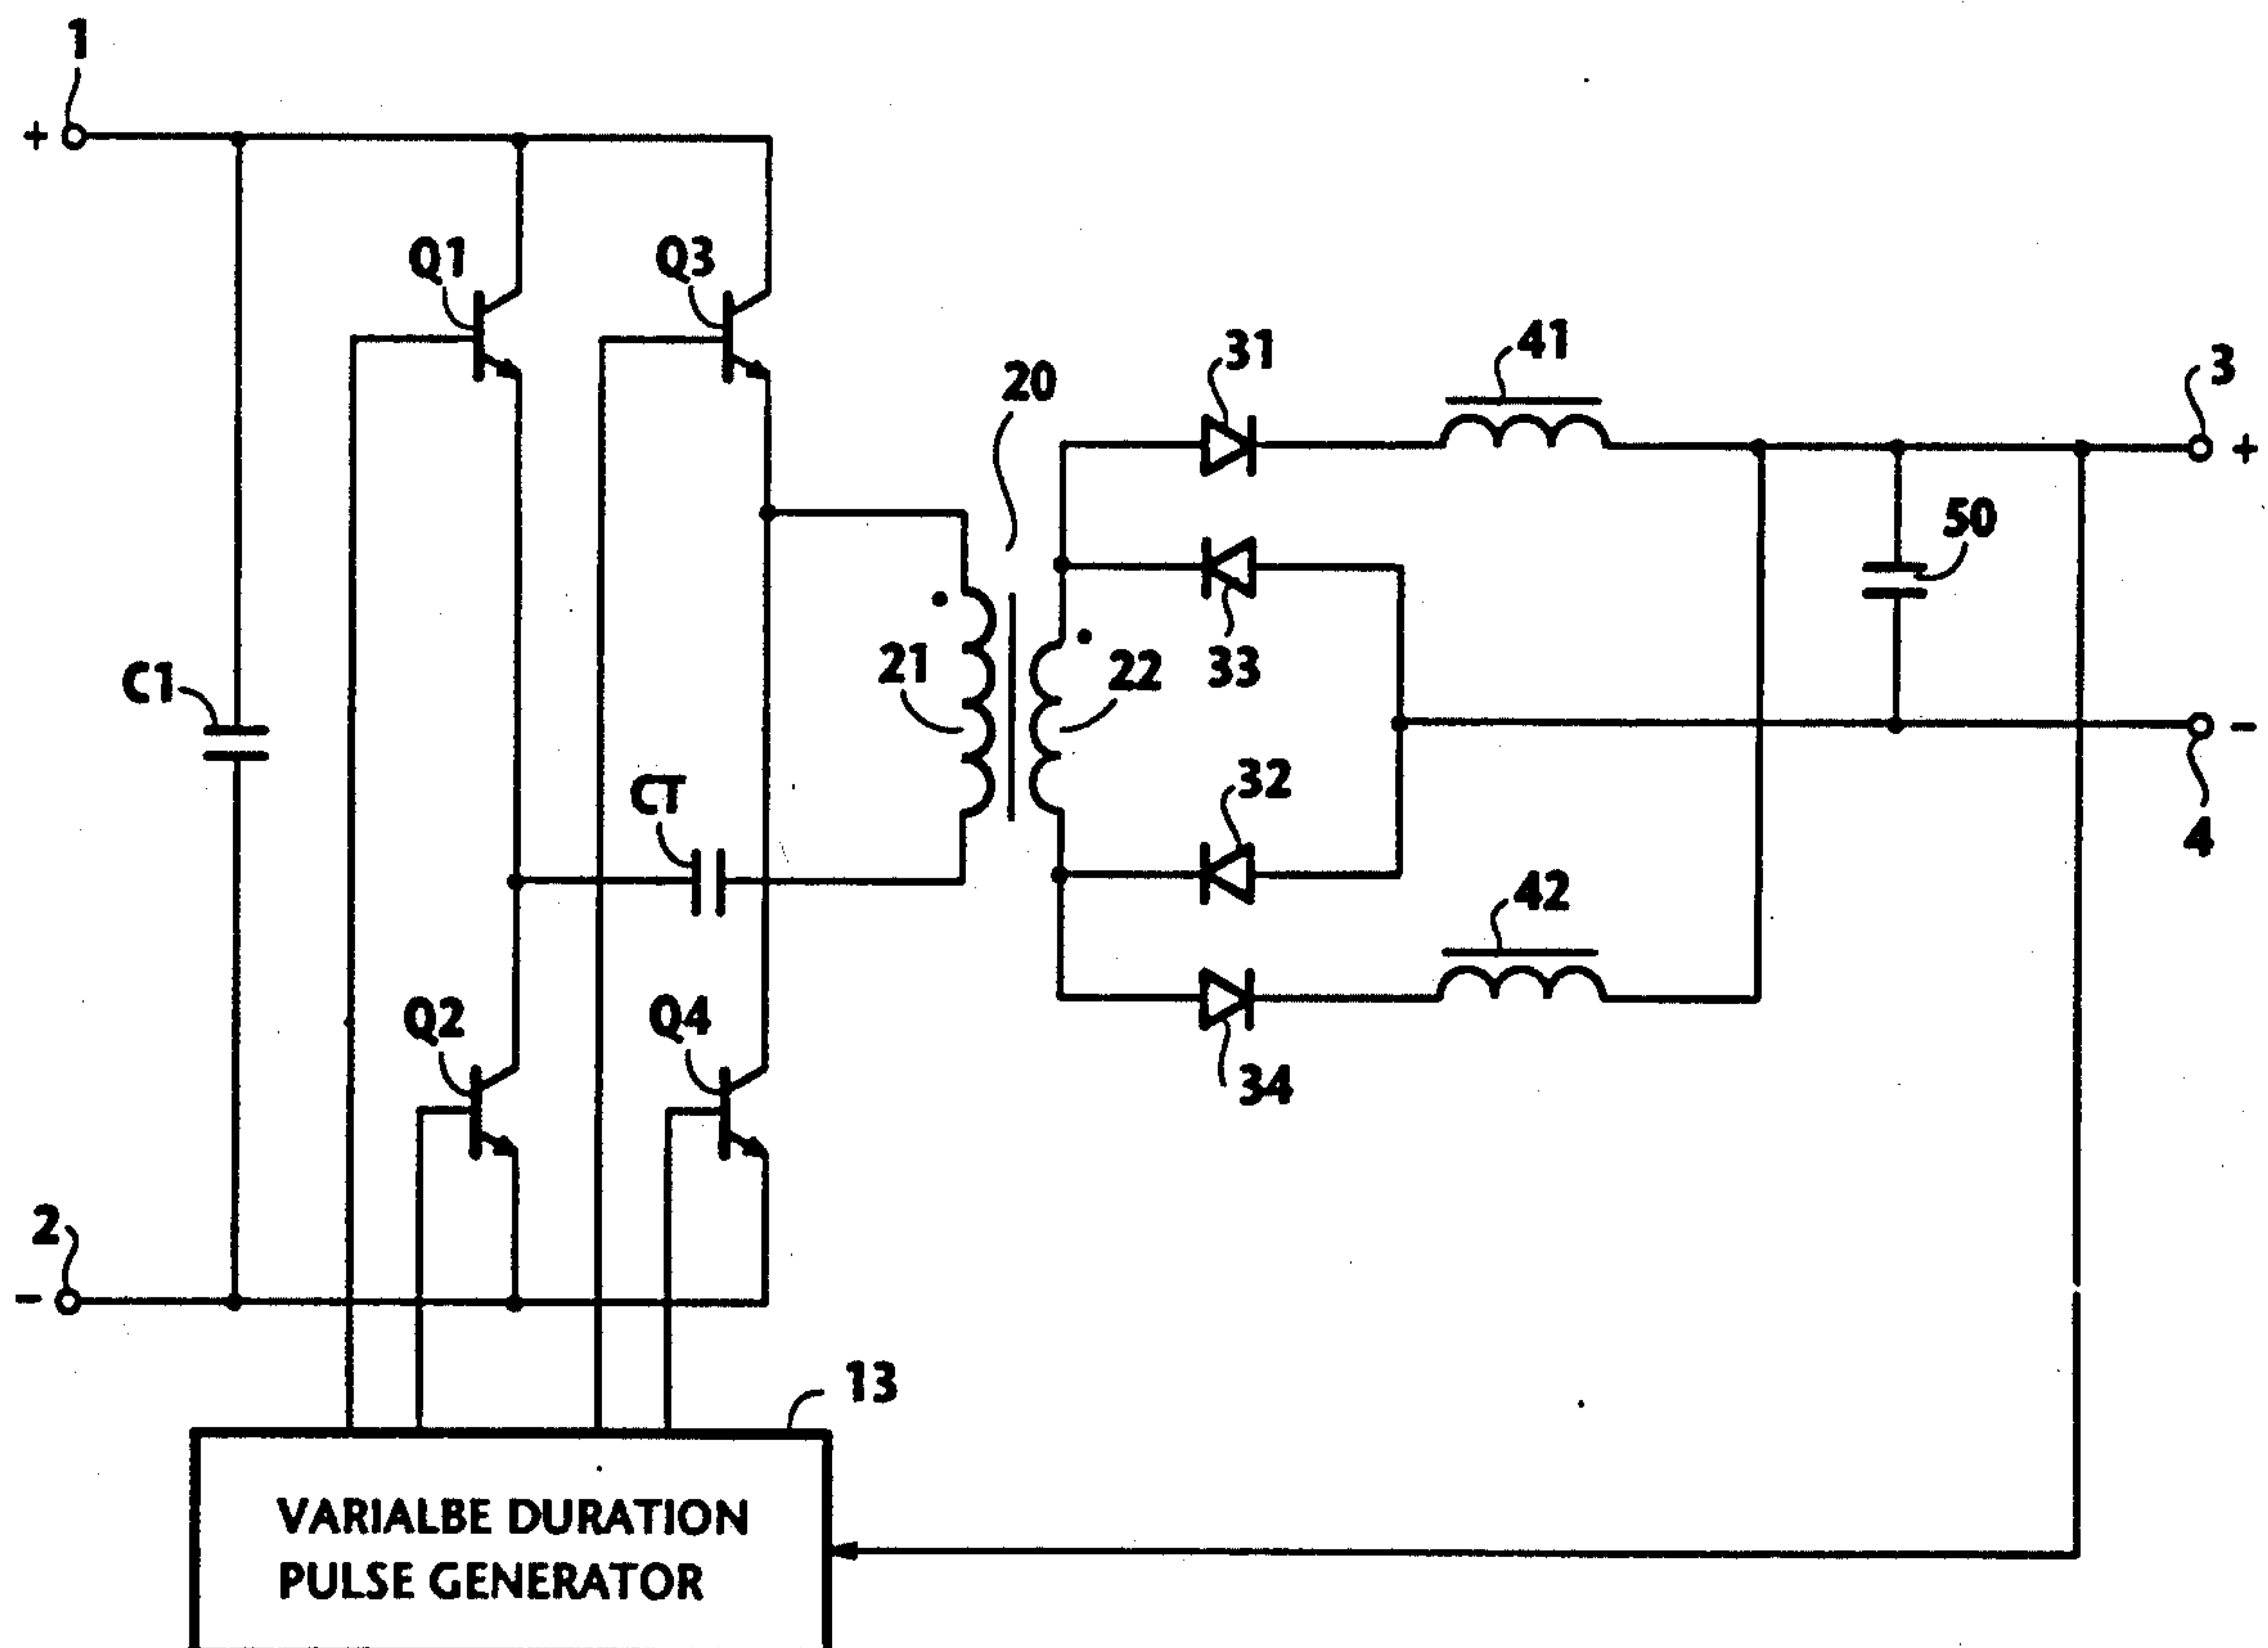 1
+
Q1
Q3
31
41
3
+
20
50
C1
21
22
33
-
CT
32
4
42
Q2
Q4
34
2
-
13
VARIALBE DURATION
PULSE GENERATOR